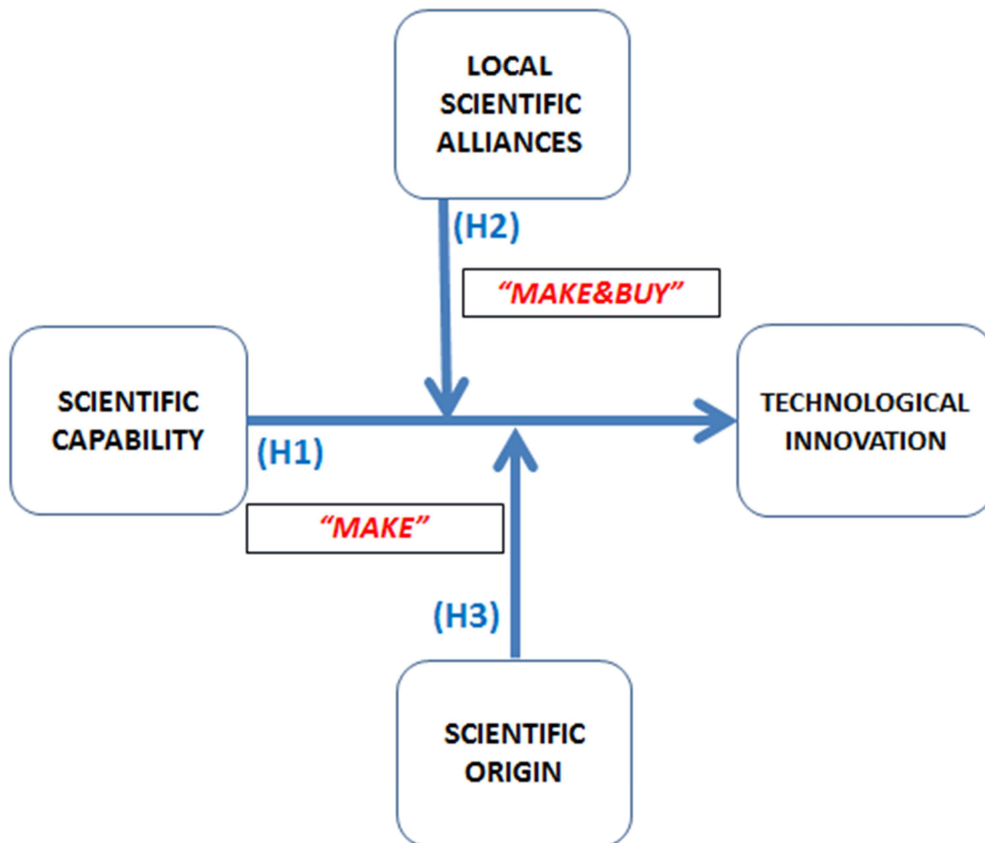 LOCAL
SCIENTIFIC
ALLIANCES
(H2)
“MAKE&BUY”
SCIENTIFIC
CAPABILITY
(H1)
TECHNOLOGICAL
INNOVATION
“MAKE”
(H3)
SCIENTIFIC
ORIGIN